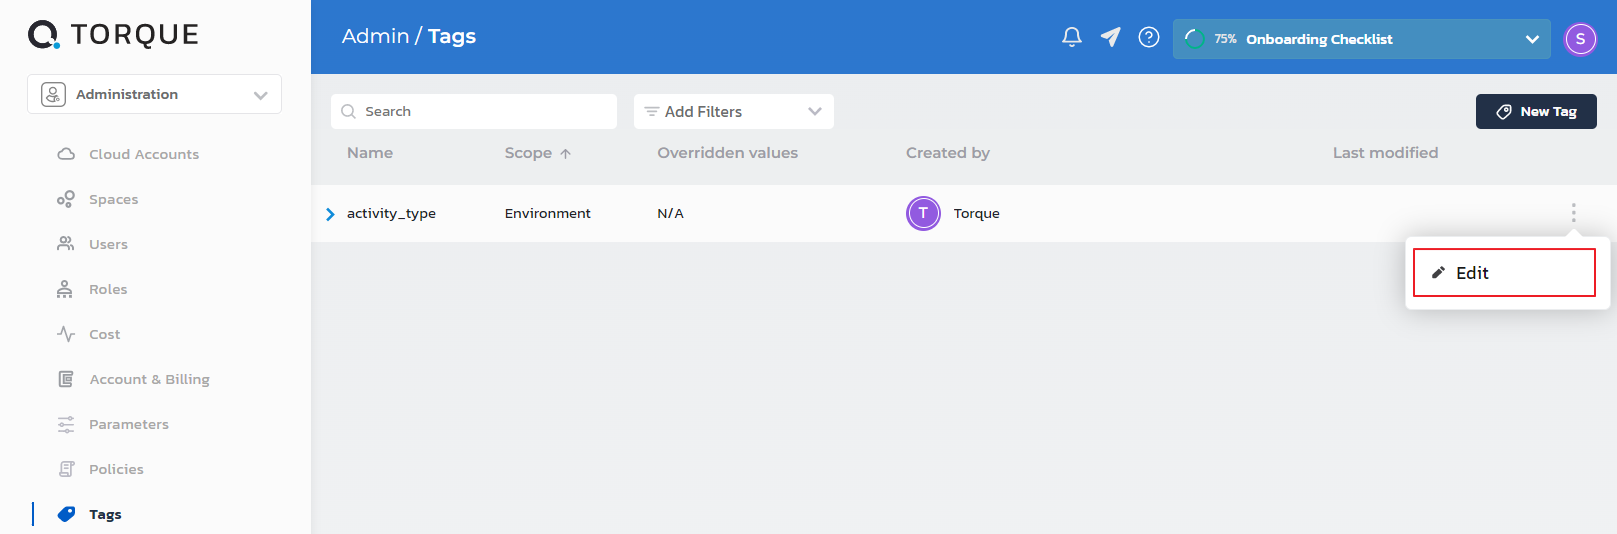 TORQUE
Administration
Cloud Accounts
Spaces
Users
Roles
Cost
Account & Billing
Parameters
Policies
Tags
Admin / Tags
75% Onboarding Checklist
S
Search
Add Filters
New Tag
Name Scope Overridden values Created by Last modified
activity_type Environment N/A T Torque
Edit